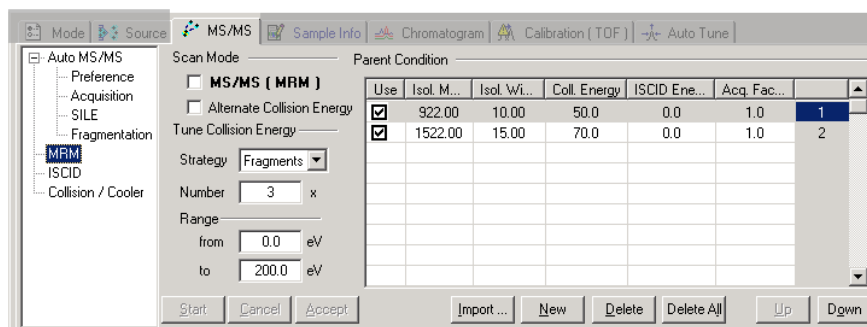 Mode Source MS/MS Sample Info Chromatogram Calibration ( TOF ) Auto Tune
Auto MS/MS
Preference
Acquisition
SILE
Fragmentation
MRM
ISCID
Collision / Cooler
Scan Mode
MS/MS ( MRM )
Alternate Collision Energy
Tune Collision Energy
Strategy Fragments
Number 3 x
Range
from 0.0 eV
to 200.0 eV
Parent Condition
Use Isol. M... Isol. Wi... Coll. Energy ISCID Ene... Acq. Fac...
922.00 10.00 50.0 0.0 1.0 1
1522.00 15.00 70.0 0.0 1.0 2
Start Cancel Accept Import ... New Delete Delete All Up Down